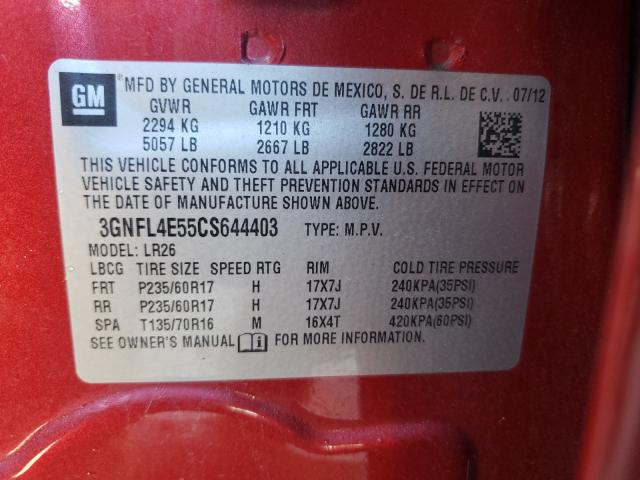 GM
*MFD BY GENERAL MOTORS DE MEXICO, S. DE R.L. DE C.V. 07/12
GVWR GAWR FRT GAWR RR
2294 KG 1210 KG 1280 KG
5057 LB 2667 LB 2822 LB
THIS VEHICLE CONFORMS TO ALL APPLICABLE U.S. FEDERAL MOTOR
VEHICLE SAFETY AND THEFT PREVENTION STANDARDS IN EFFECT ON
THE DATE OF MANUFACTURE SHOWN ABOVE.
3GNFL4E55CS644403 TYPE: M.P.V.
MODEL: LR26
LBCG TIRE SIZE SPEED RTG RIM COLD TIRE PRESSURE
FRT P235/60R17 H 17X7J 240KPA(35PSI)
RR P235/60R17 H 17X7J 240KPA(35PSI)
SPA T135/70R16 M 16X4T 420KPA(60PSI)
SEE OWNER'S MANUAL FOR MORE INFORMATION.